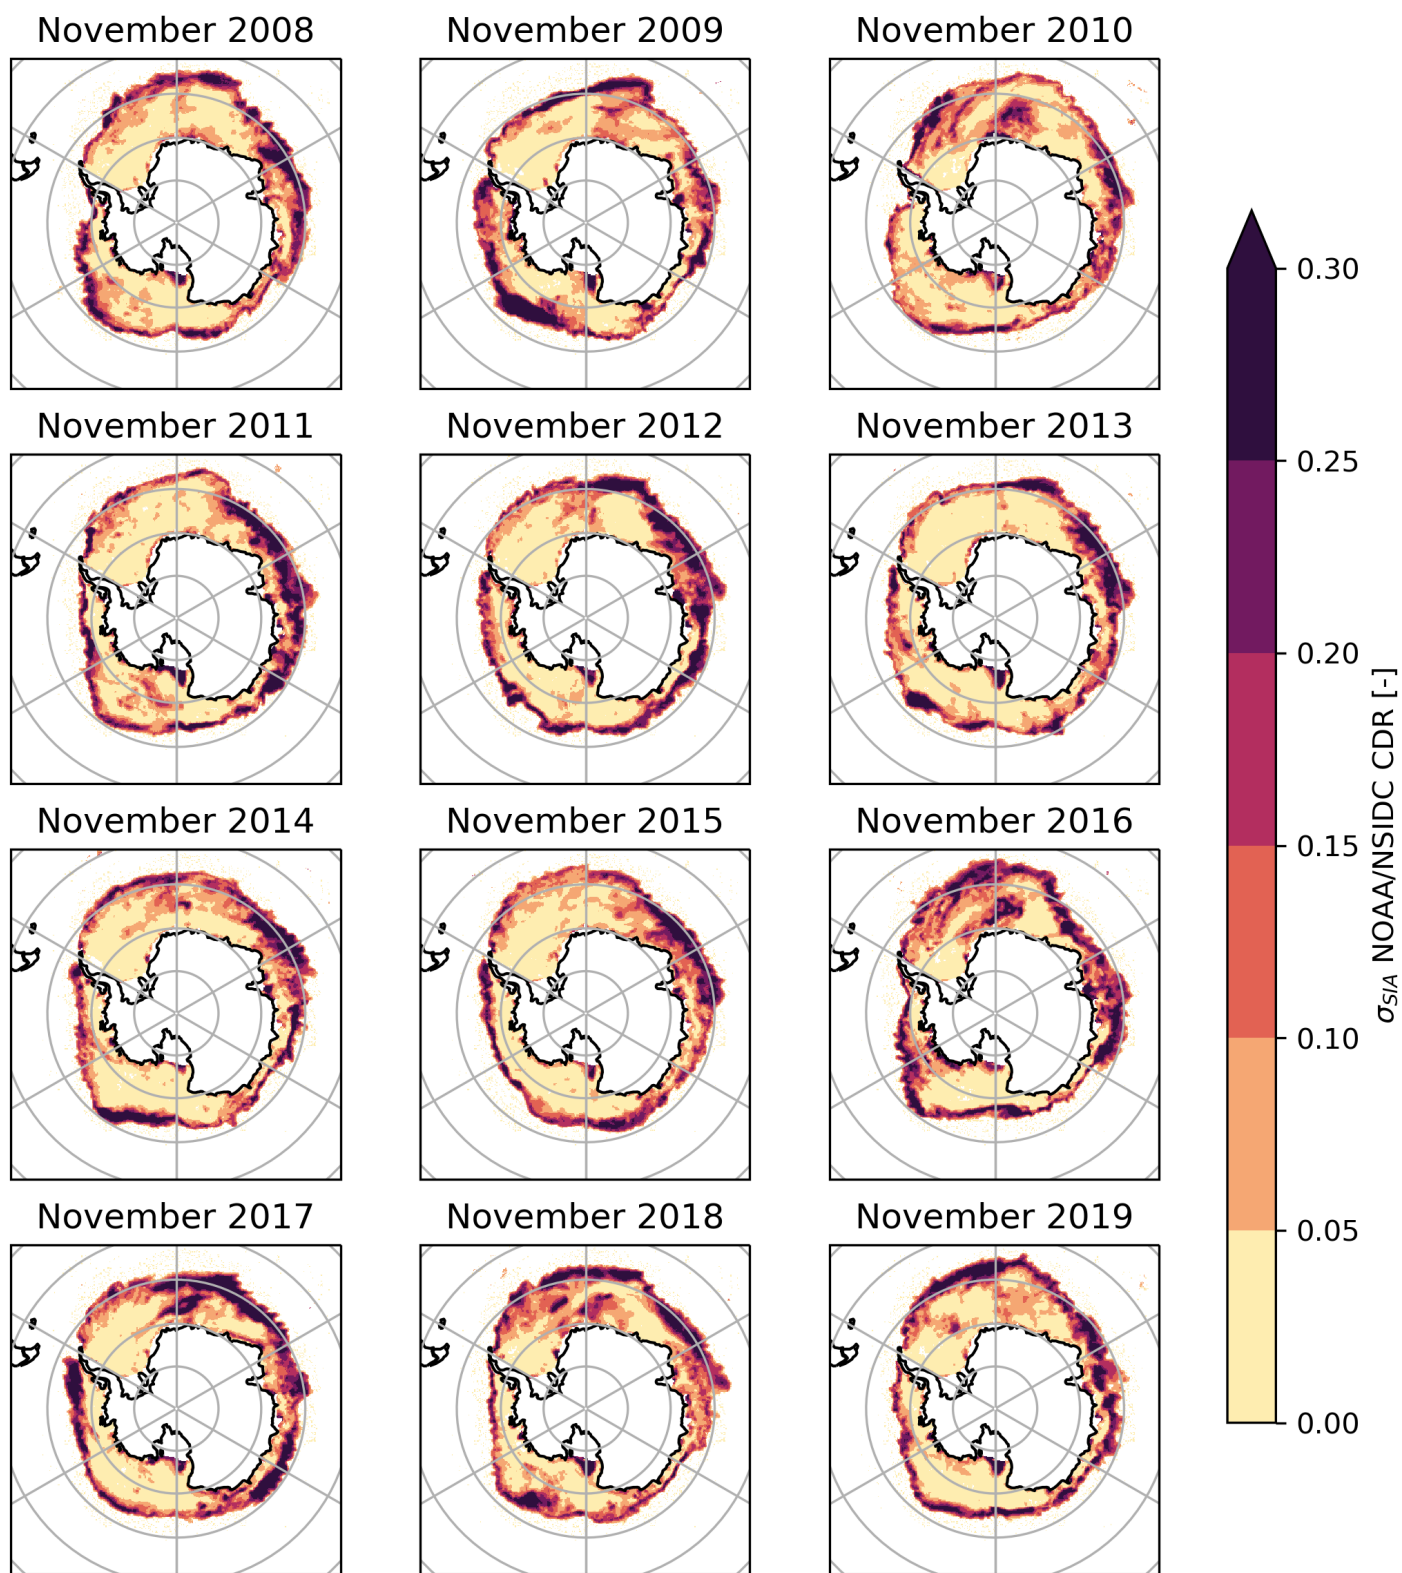 November 2008
November 2009
November 2010
November 2011
November 2012
November 2013
November 2014
November 2015
November 2016
November 2017
November 2018
November 2019
0.30
0.25
0.20
0.15
0.10
0.05
0.00
σSIA NOAA/NSIDC CDR [-]